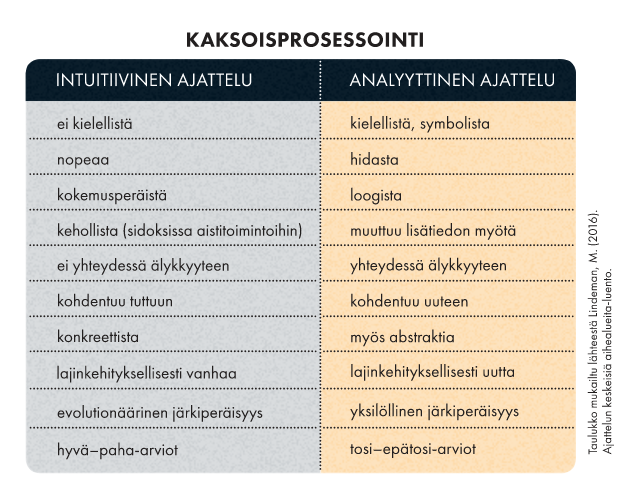 KAKSOISPROSESSOINTI
INTUITIIVINEN AJATTELU ANALYYTTINEN AJATTELU
ei kielellistä kielellistä, symbolista
nopeaa hidasta
kokemusperäistä loogista
kehollista (sidoksissa aistitoimintoihin) muuttuu lisätiedon myötä
ei yhteydessä älykkyyteen yhteydessä älykkyyteen
kohdentuu tuttuun kohdentuu uuteen
konkreettista myös abstraktia
lajinkehityksellisesti vanhaa lajinkehityksellisesti uutta
evolutionäärinen järkiperäisyys yksilöllinen järkiperäisyys
hyvä–paha-arviot tosi–epätosi-arviot
Taulukko mukailtu lähteestä Lindeman, M. (2016).
Ajattelun keskeisiä aihealueita-luento.